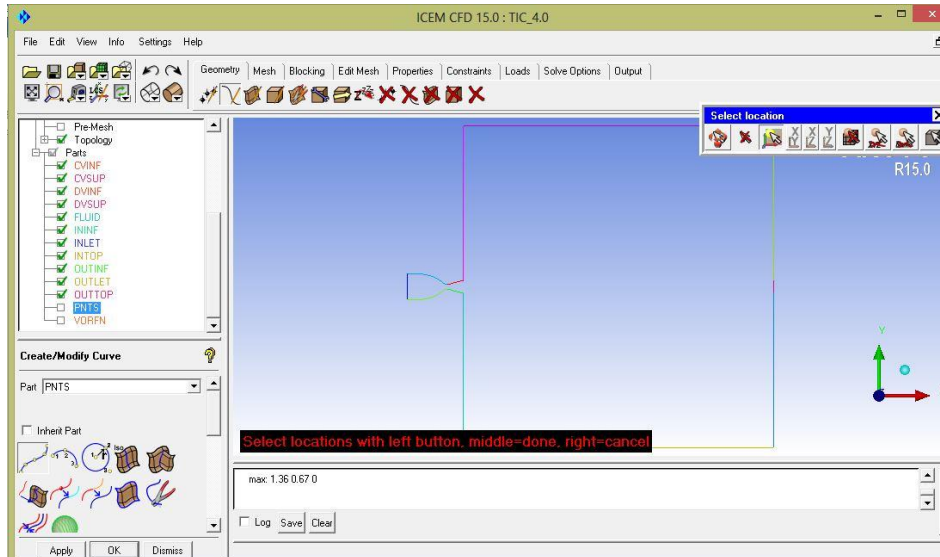 ICEM CFD 15.0 : TIC_4.0
File Edit View Info Settings Help
Geometry Mesh Blocking Edit Mesh Properties Constraints Loads Solve Options Output
Select location
R15.0
Pre-Mesh
Topology
Parts
CVINF
CVSUP
DVINF
DVSUP
FLUID
ININF
INLET
INTOP
OUTINF
OUTLET
OUTTOP
PNTS
VORFN
Y
Create/Modify Curve
Part PNTS
Inherit Part
Select locations with left button, middle=done, right=cancel
max: 1.36 0.67 0
Log Save Clear
Apply OK Dismiss